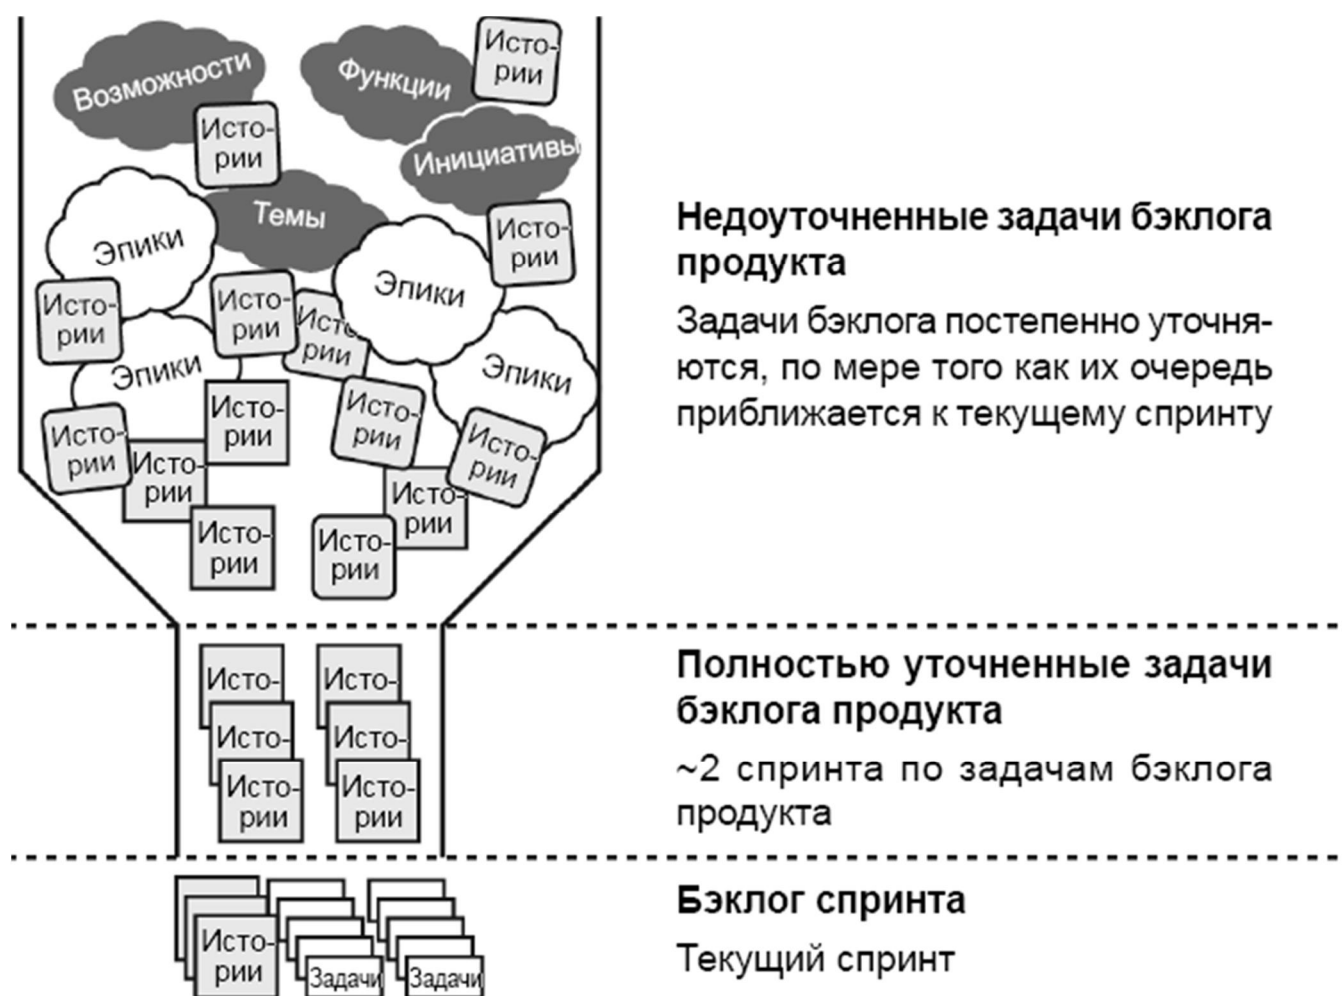 Возможности
Функции
Исто-
рии
Исто-
рии
Инициативы
Темы
Исто-
рии
Эпики
Эпики
Исто-
рии
Исто-
рии
Исто
рии
Эпики
Эпики
Исто-
рии
Исто-
рии
Исто-
рии
Исто-
рии
Исто-
рии
Исто-
рии
Исто-
рии
Исто-
рии
Недоуточненные задачи бэклога
продукта
Задачи бэклога постепенно уточня-
ются, по мере того как их очередь
приближается к текущему спринту
Исто-
Исто-
Исто-
Исто-
Исто-
рии
Исто-
рии
Полностью уточненные задачи
бэклога продукта
~2 спринта по задачам бэклога
продукта
Исто-
рии
Задачи
Задачи
Бэклог спринта
Текущий спринт